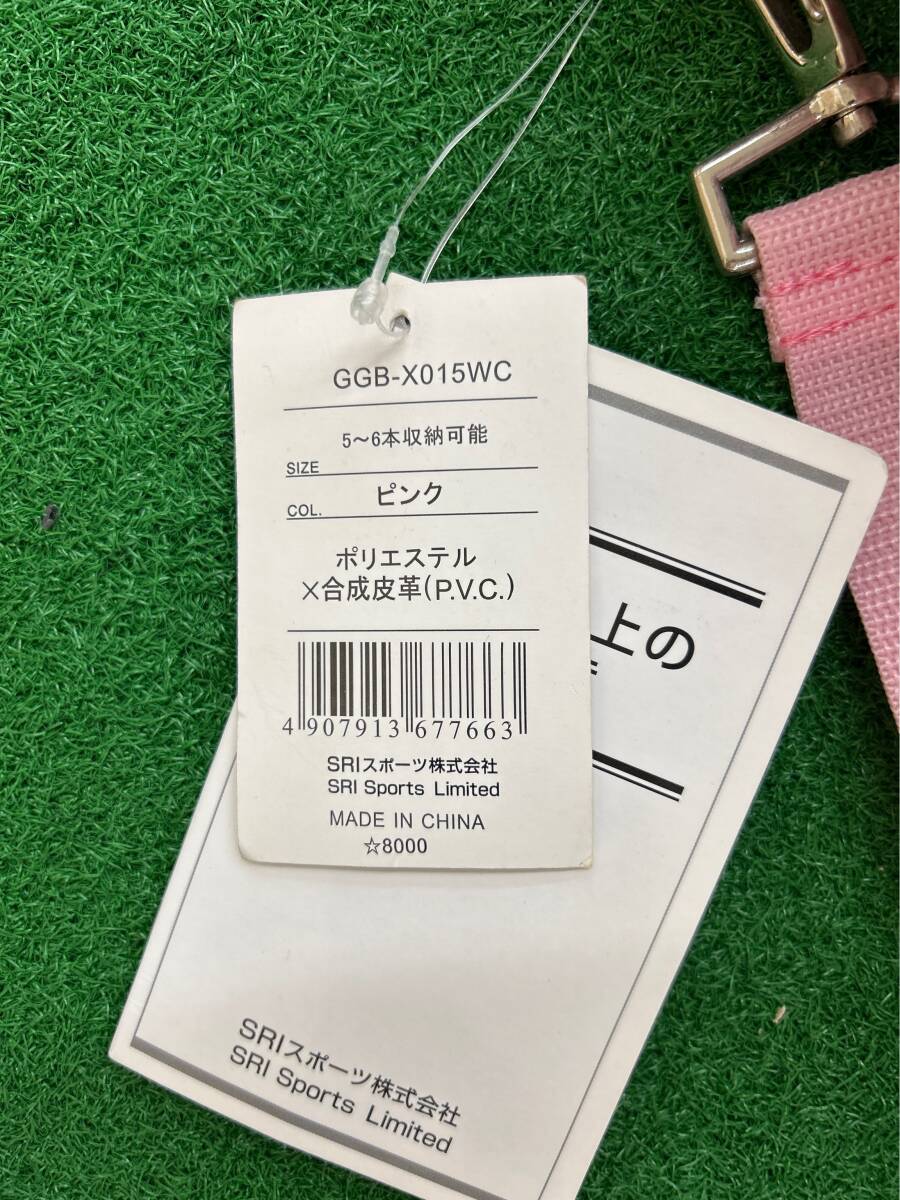 GGB-X015WC
5〜6本収納可能
SIZE
COL. ピンク
ポリエステル
×合成皮革(P.V.C.)
4 907913 677663
SRIスポーツ株式会社
SRI Sports Limited
MADE IN CHINA
☆8000
上の
SRIスポーツ株式会社
SRI Sports Limited